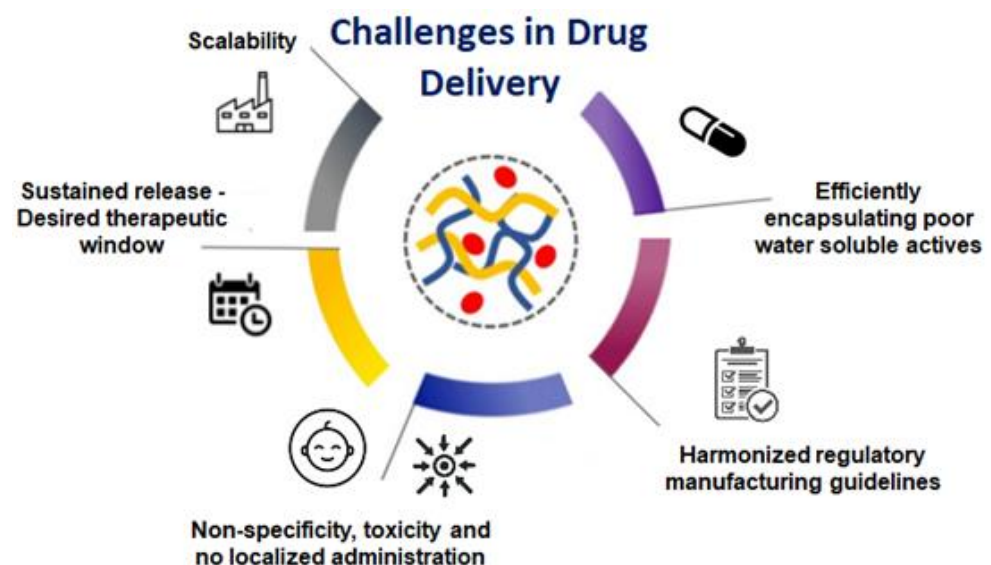 Challenges in Drug
Delivery
Scalability
Sustained release -
Desired therapeutic
window
Efficiently
encapsulating poor
water soluble actives
Harmonized regulatory
manufacturing guidelines
Non-specificity, toxicity and
no localized administration